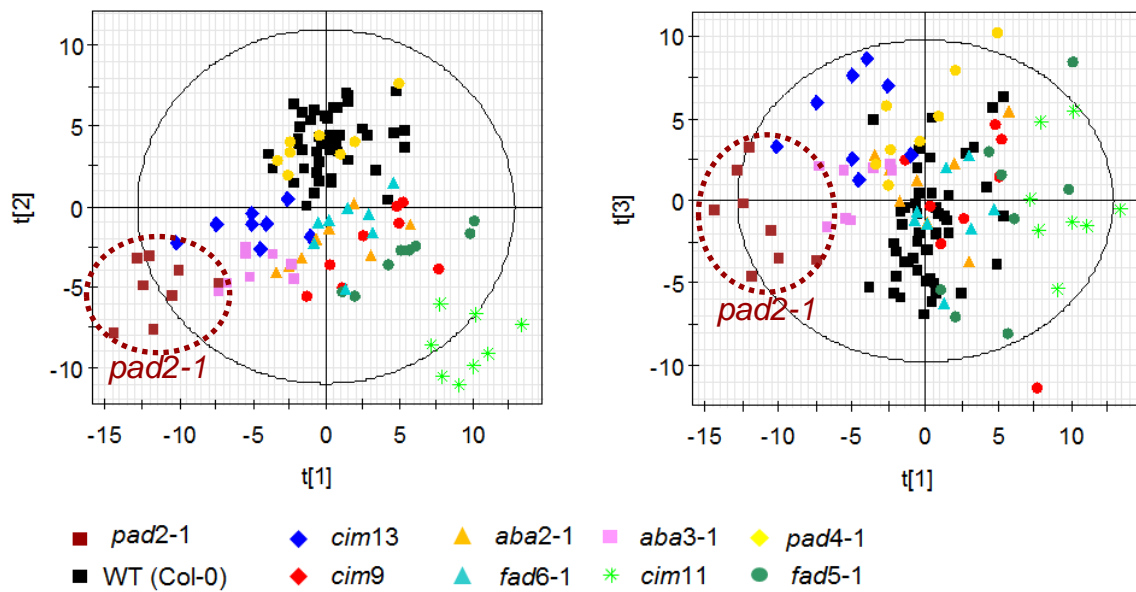 10
5
0
-5
-10
t[2]
pad2-1
-15 -10 -5 0 5 10
t[1]
10
5
0
-5
-10
t[3]
pad2-1
-15 -10 -5 0 5 10
t[1]
pad2-1 cim13 aba2-1 aba3-1 pad4-1
WT (Col-0) cim9 fad6-1 cim11 fad5-1